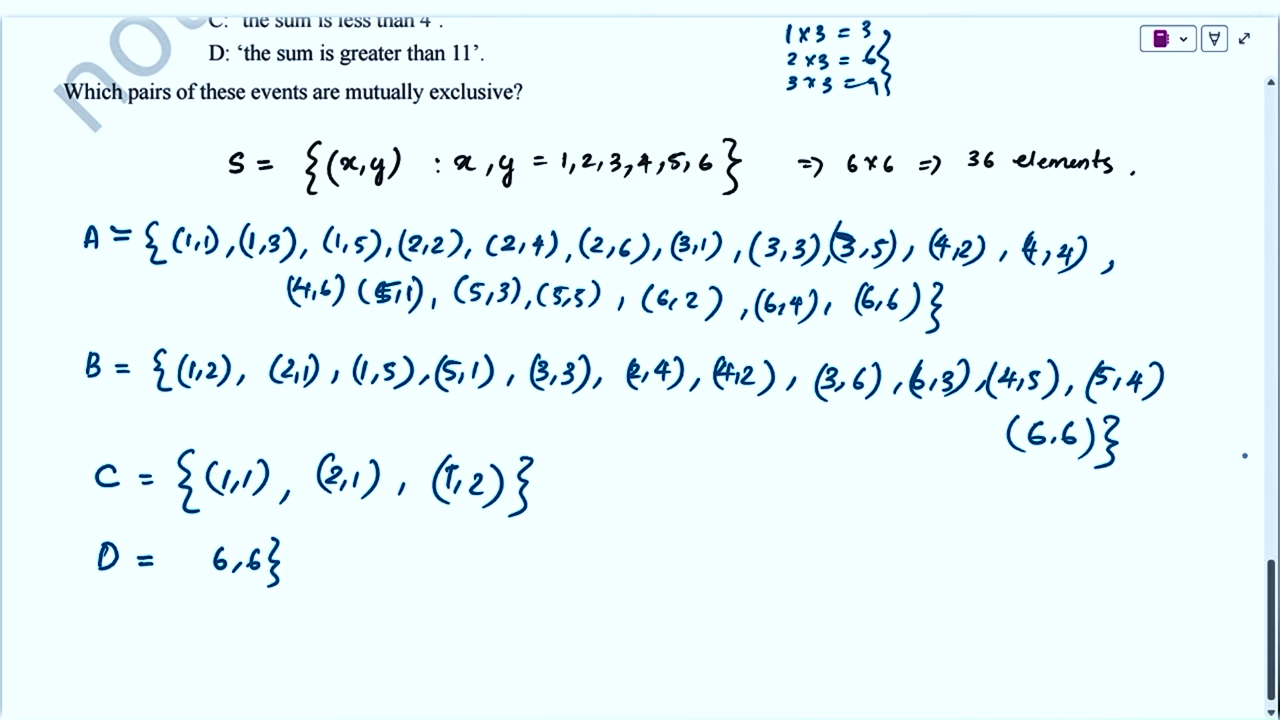 C: ‘the sum is less than 4’.
D: ‘the sum is greater than 11’.
Which pairs of these events are mutually exclusive?
1 x 3 = 3
2 x 3 = 6
3 x 3 = 9
S = {(x,y) : x, y = 1,2,3,4,5,6} => 6x6 => 36 elements.
A = {(1,1),(1,3),(1,5),(2,2),(2,4),(2,6),(3,1),(3,3),(3,5),(4,2),(4,4),
(4,6) (5,1),(5,3),(5,5),(6,2),(6,4),(6,6)}
B = {(1,2),(2,1),(1,5),(5,1),(3,3),(2,4),(4,2),(3,6),(6,3),(4,5),(5,4)
(6.6)}
C = {(1,1),(2,1),(1,2)}
D = 6,6}